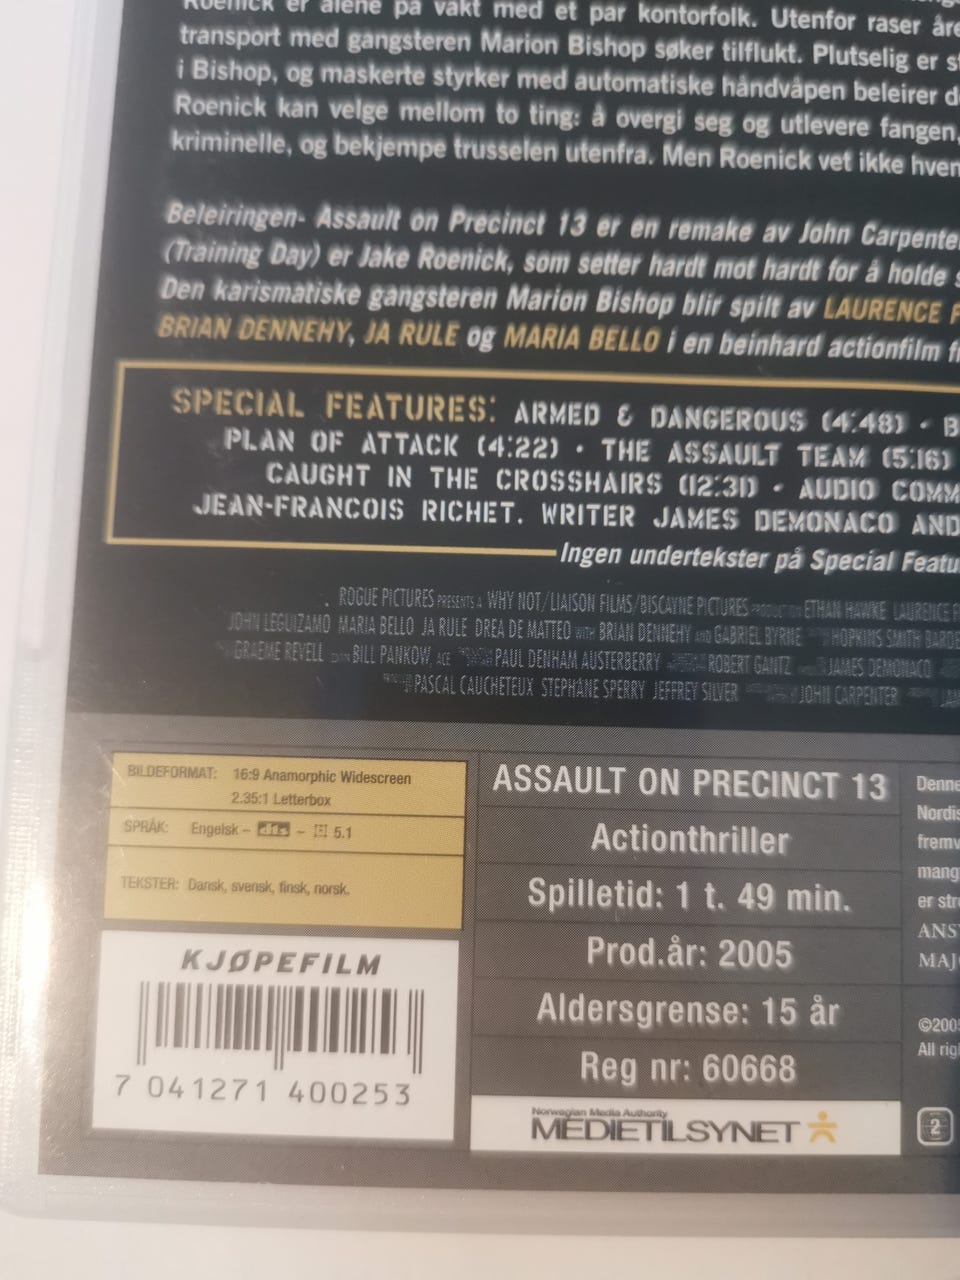 Roenick er alene på vakt med et par kontorfolk. Utenfor raser
transport med gangsteren Marion Bishop søker tilflukt. Plutselig er
i Bishop, og maskerte styrker med automatiske håndvåpen beleirer
Roenick kan velge mellom to ting: å overgi seg og utlevere fangen,
kriminelle, og bekjempe trusselen utenfra. Men Roenick vet ikke
Beleiringen- Assault on Precinct 13 er en remake av John
(Training Day) er Jake Roenick, som setter hardt mot hardt for å holde
Den karismatiske gangsteren Marion Bishop blir spilt av LAURENCE
BRIAN DENNEHY, JA RULE og MARIA BELLO i en beinhard actionfilm
SPECIAL FEATURES: ARMED & DANGEROUS (4:48) •
PLAN OF ATTACK (4:22) • THE ASSAULT TEAM (5:16)
CAUGHT IN THE CROSSHAIRS (12:31) • AUDIO
JEAN-FRANCOIS RICHET. WRITER JAMES DEMONACO AND
Ingen undertekster på Special
ROGUE PICTURES PRESENTS A WHY NOT/LIAISON FILMS/BISCAYNE PICTURES PRODUCTION ETHAN HAWKE LAURENCE
JOHN LEGUIZAMO MARIA BELLO JA RULE DREA DE MATTEO WITH BRIAN DENNEHY AND GABRIEL BYRNE HOPKINS SMITH
GRAEME REVELL BILL PANKOW, ACE PAUL DENHAM AUSTERBERRY ROBERT GANTZ JAMES DEMONACO
PASCAL CAUCHETEUX STEPHANE SPERRY JEFFREY SILVER JOHN CARPENTER
BILDEFORMAT: 16:9 Anamorphic Widescreen
2.35:1 Letterbox
SPRÅK: Engelsk – dts – 5.1
TEKSTER: Dansk, svensk, finsk, norsk.
KJØPEFILM
7 041271 400253
ASSAULT ON PRECINCT 13
Actionthriller
Spilletid: 1 t. 49 min.
Prod.år: 2005
Aldersgrense: 15 år
Reg nr: 60668
Norwegian Media Authority
MEDIETILSYNET
er
©2005
All
2